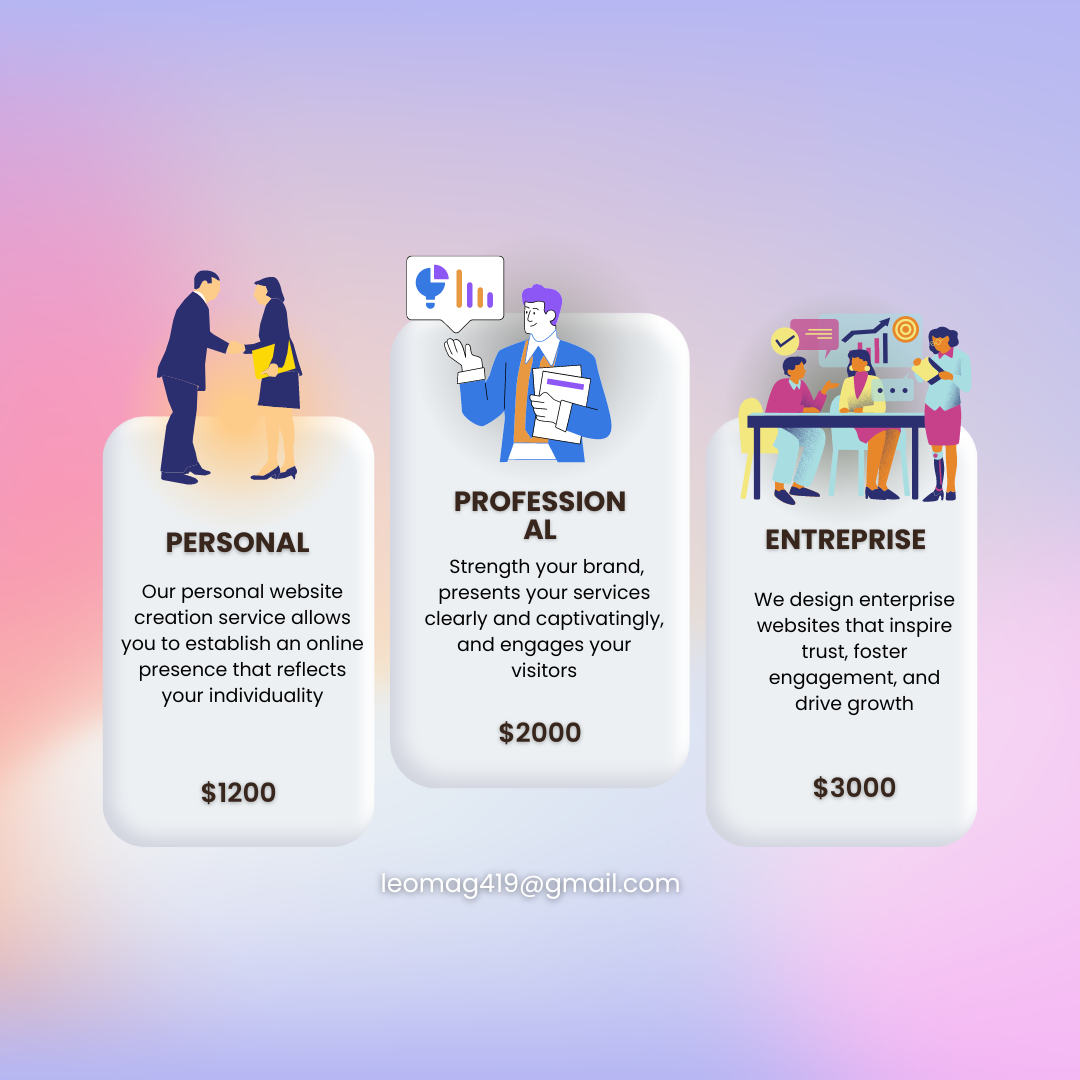 PERSONAL
Our personal website
creation service allows
you to establish an online
presence that reflects
your individuality
$1200
PROFESSION
AL
Strength your brand,
presents your services
clearly and captivatingly,
and engages your
visitors
$2000
ENTREPRISE
We design enterprise
websites that inspire
trust, foster
engagement, and
drive growth
$3000
leomag419@gmail.com